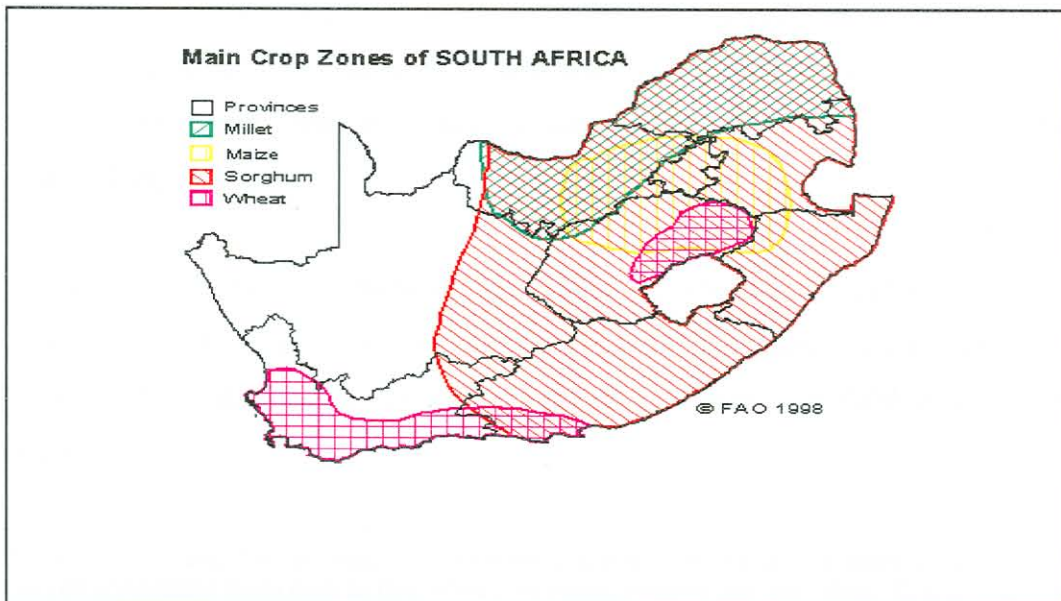 Main Crop Zones of SOUTH AFRICA
Provinces
Millet
Maize
Sorghum
Wheat
© FAO 1998